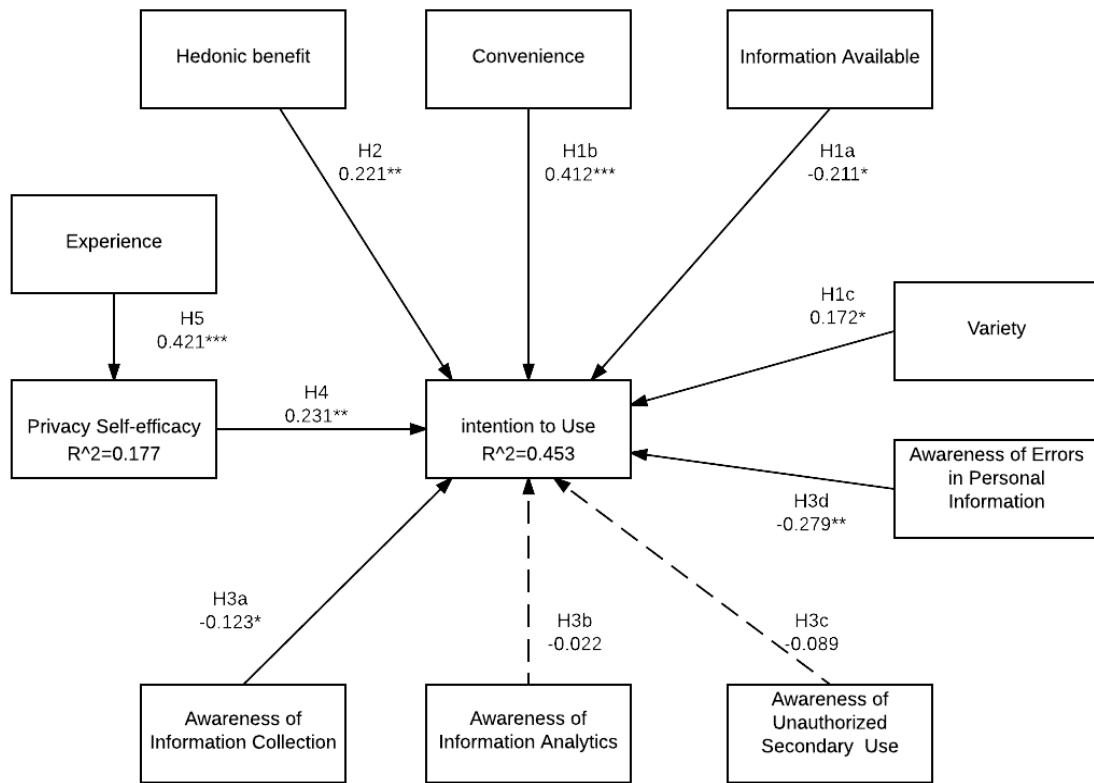 Hedonic benefit
Convenience
Information Available
H2
0.221**
H1b
0.412***
H1a
-0.211*
Experience
H5
0.421***
H1c
0.172*
Variety
Privacy Self-efficacy
R^2=0.177
H4
0.231**
intention to Use
R^2=0.453
Awareness of Errors
in Personal
Information
H3d
-0.279**
H3a
-0.123*
H3b
-0.022
H3c
-0.089
Awareness of
Information Collection
Awareness of
Information Analytics
Awareness of
Unauthorized
Secondary Use